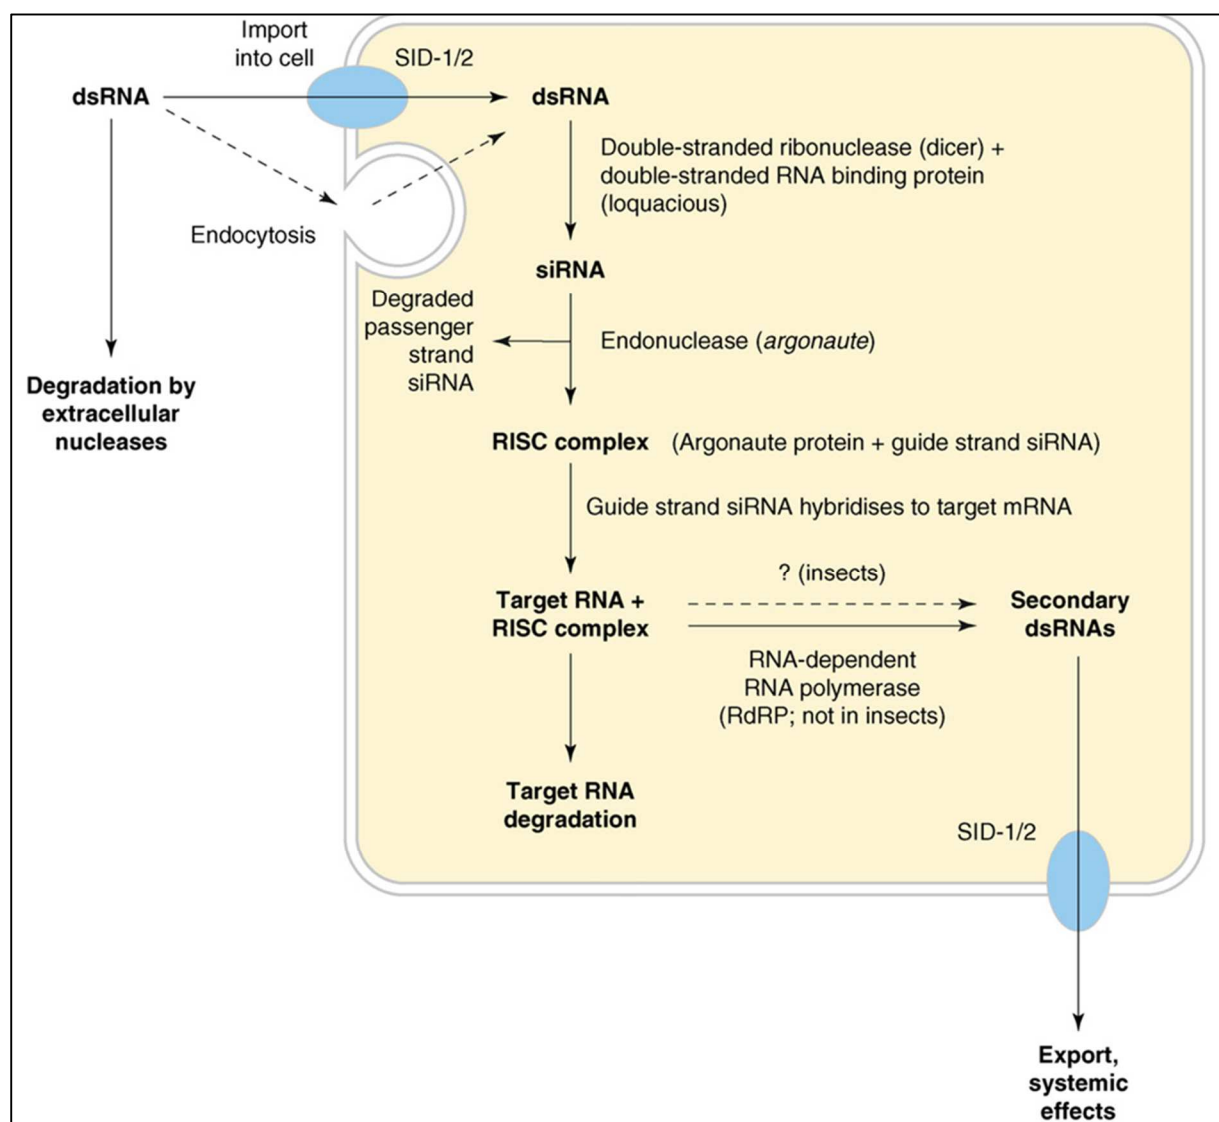 Import
into cell
SID-1/2
dsRNA
dsRNA
Double-stranded ribonuclease (dicer) +
double-stranded RNA binding protein
(loquacious)
Endocytosis
siRNA
Degraded
passenger
strand
siRNA
Endonuclease (argonaute)
Degradation by
extracellular
nucleases
RISC complex (Argonaute protein + guide strand siRNA)
Guide strand siRNA hybridises to target mRNA
? (insects)
Target RNA +
RISC complex
Secondary
dsRNAs
RNA-dependent
RNA polymerase
(RdRP; not in insects)
Target RNA
degradation
SID-1/2
Export,
systemic
effects